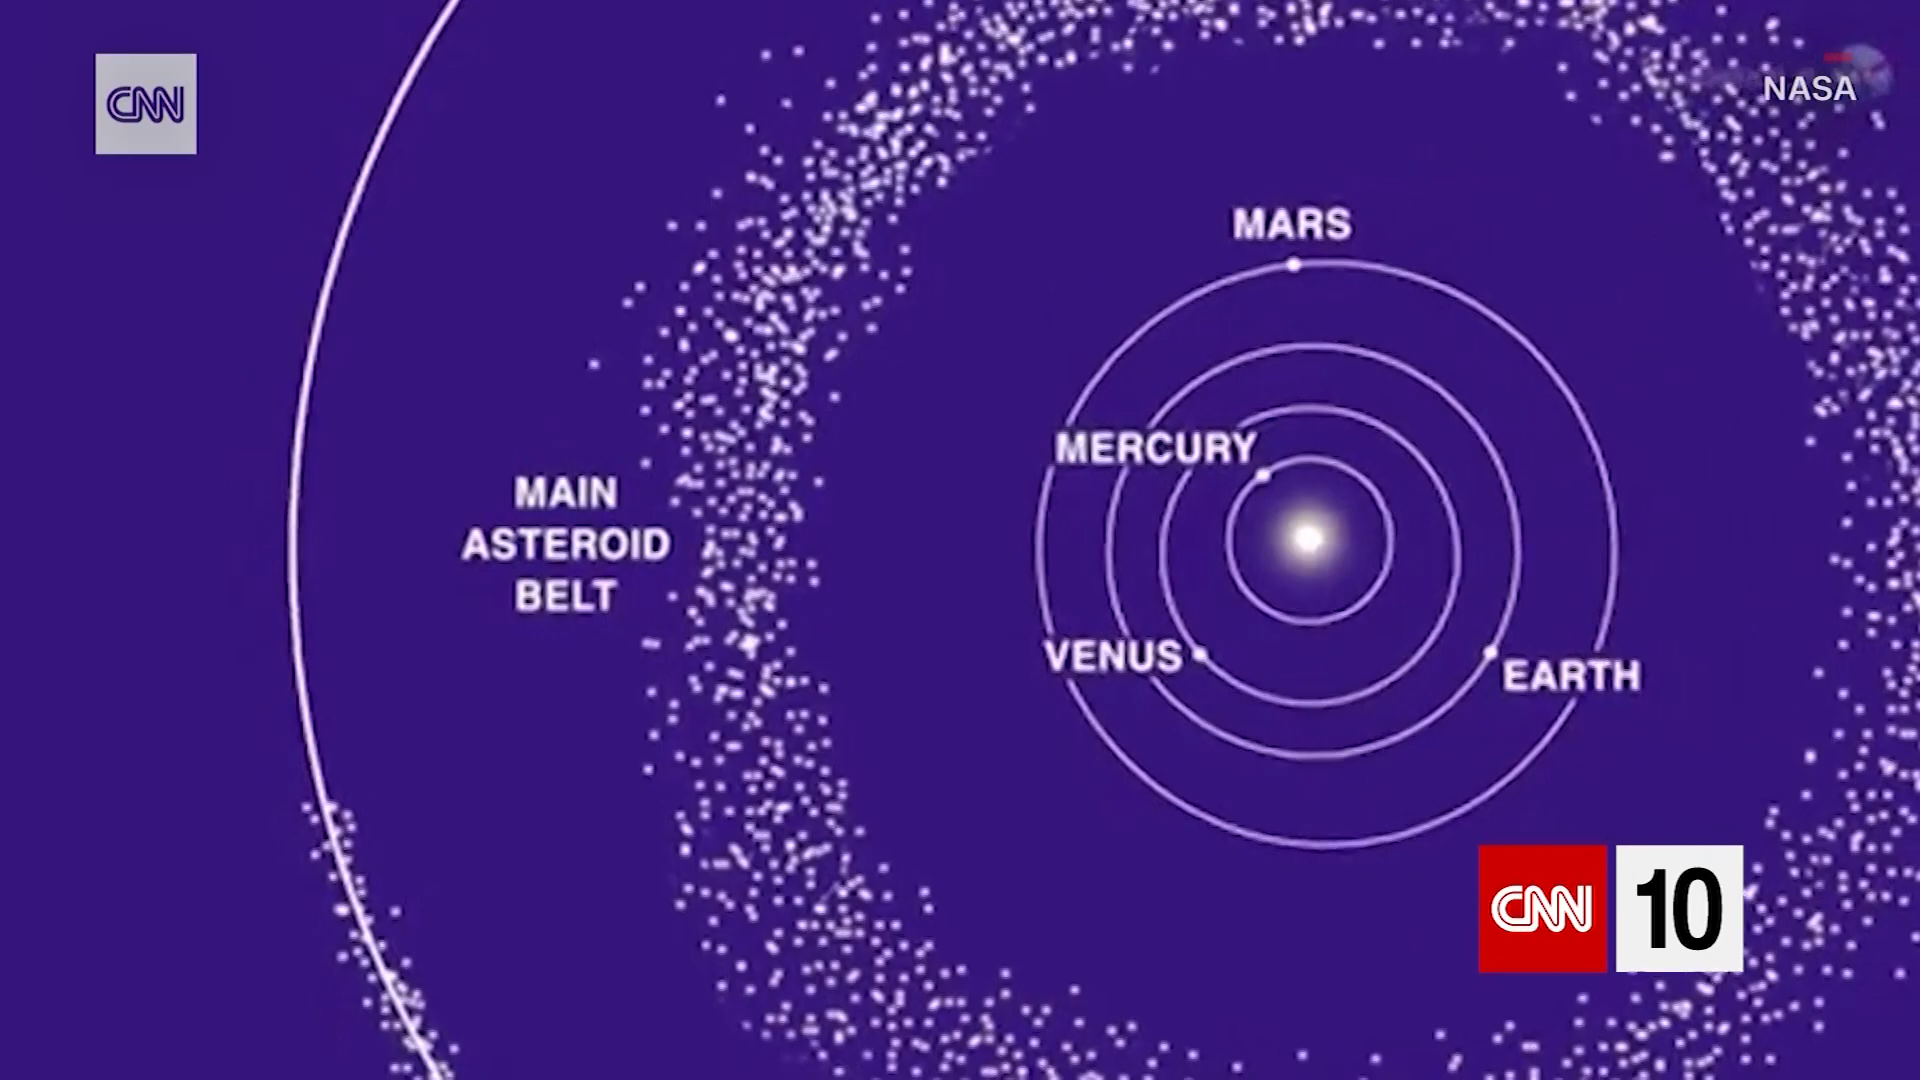 CNN
NASA
MARS
MERCURY
MAIN
ASTEROID
BELT
VENUS
EARTH
CNN 10